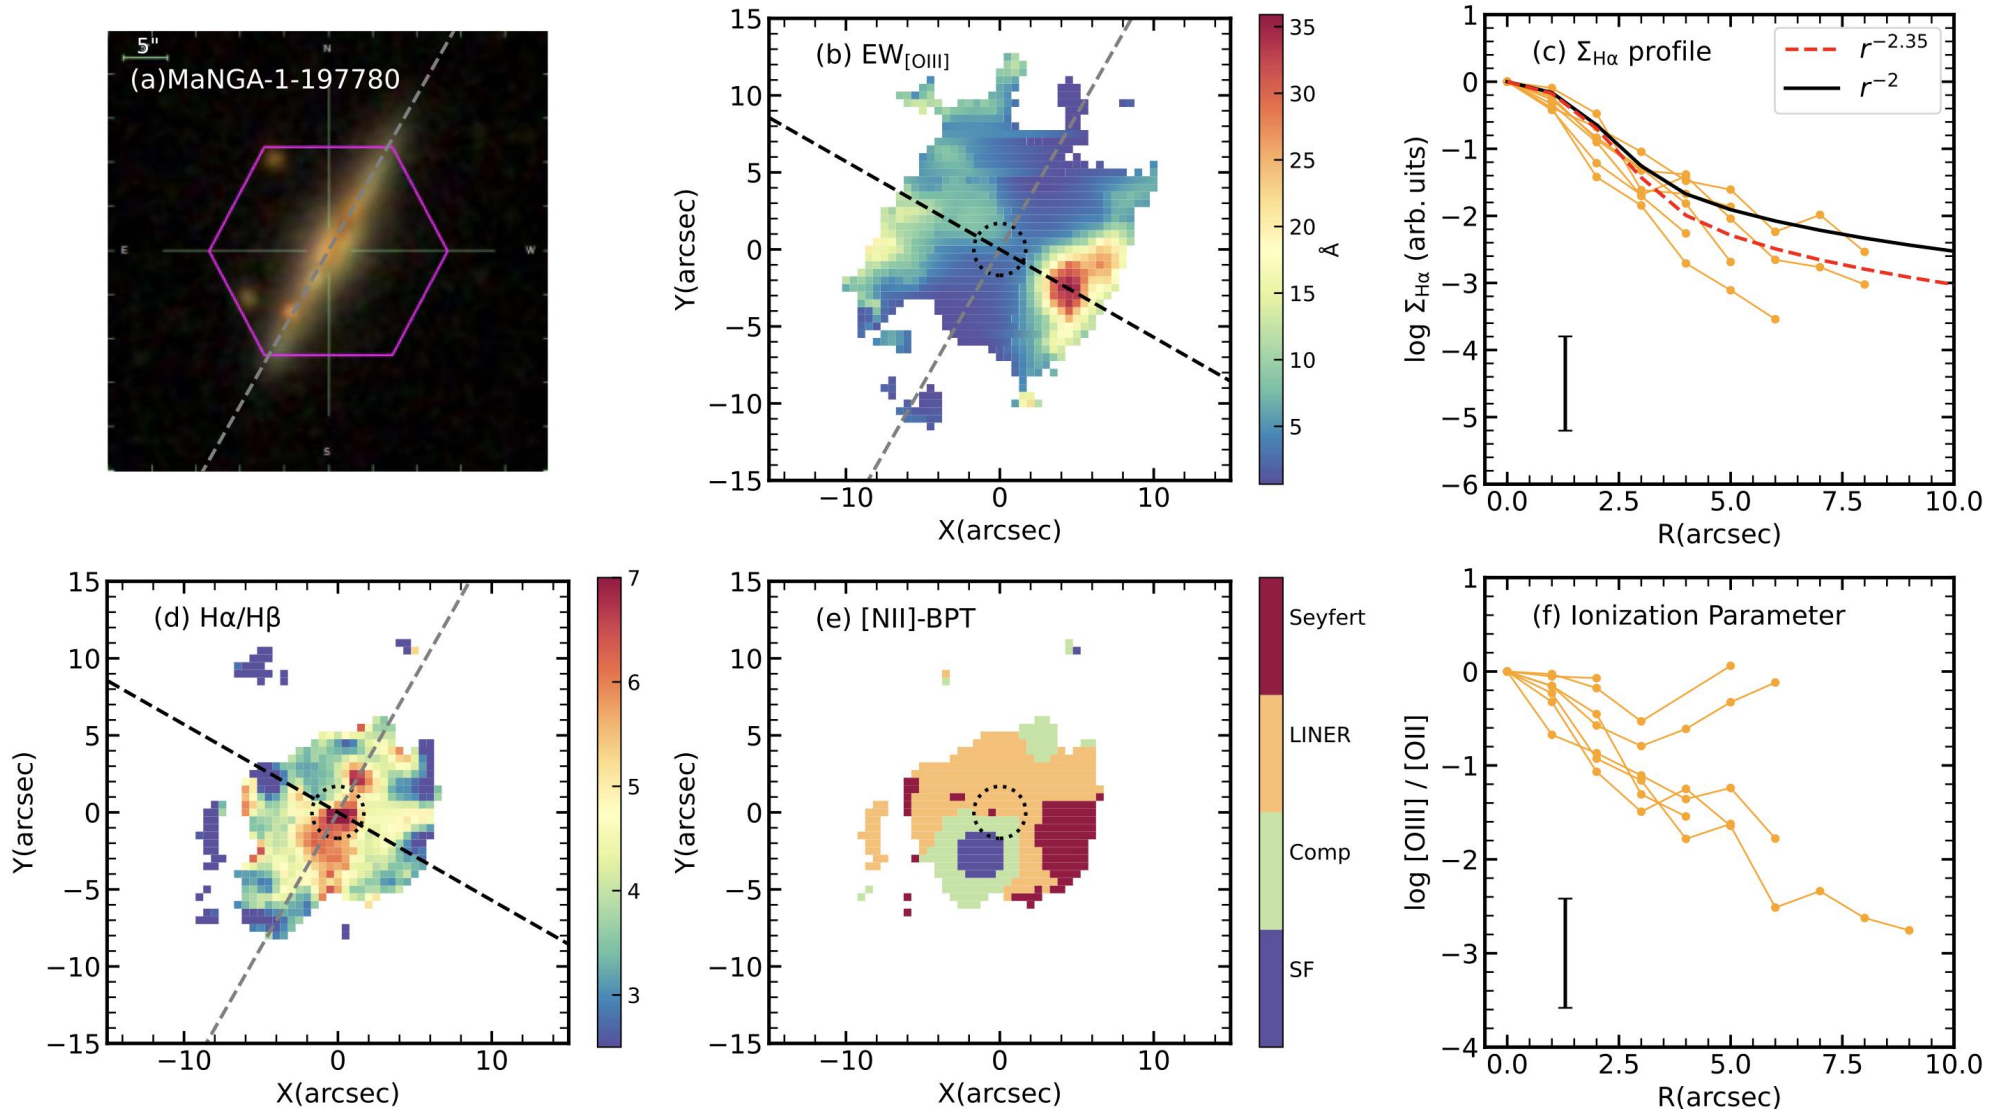 5"
N
(a)MaNGA-1-197780
E
W
S
(b) EW[OIII]
15
10
5
0
−5
−10
−15
−10
0
10
Y(arcsec)
X(arcsec)
35
30
25
20
15
10
5
Å
(c) ΣHα profile
r−2.35
r−2
1
0
−1
−2
−3
−4
−5
−6
0.0
2.5
5.0
7.5
10.0
log ΣHα (arb. uits)
R(arcsec)
(d) Hα/Hβ
15
10
5
0
−5
−10
−15
−10
0
10
Y(arcsec)
X(arcsec)
7
6
5
4
3
(e) [NII]-BPT
15
10
5
0
−5
−10
−15
−10
0
10
Y(arcsec)
X(arcsec)
Seyfert
LINER
Comp
SF
(f) Ionization Parameter
1
0
−1
−2
−3
−4
0.0
2.5
5.0
7.5
10.0
log [OIII] / [OII]
R(arcsec)